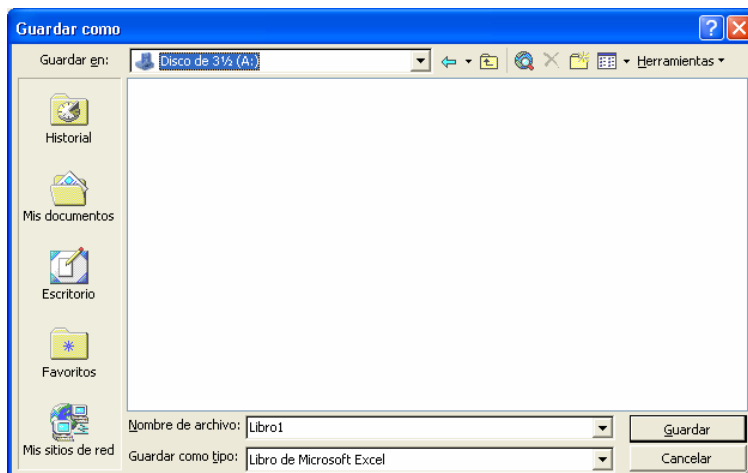 Guardar como
Guardar en: Disco de 3½ (A:) Herramientas
Historial
Mis documentos
Escritorio
Favoritos
Mis sitios de red
Nombre de archivo: Libro1 Guardar
Guardar como tipo: Libro de Microsoft Excel Cancelar